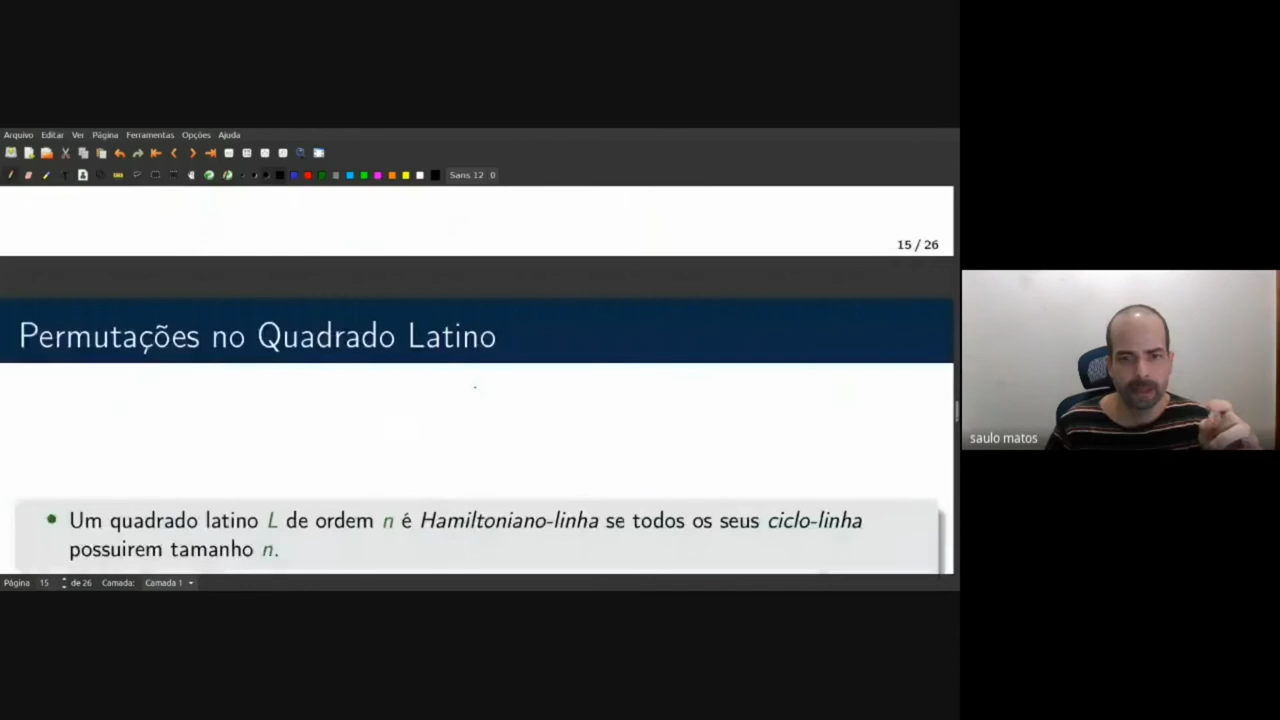 Arquivo Editar Ver Página Ferramentas Opções Ajuda
Sans 12 0
15 / 26
Permutações no Quadrado Latino
Um quadrado latino L de ordem n é Hamiltoniano-linha se todos os seus ciclo-linha
possuirem tamanho n.
Página 15 de 26 Camada: Camada 1
saulo matos